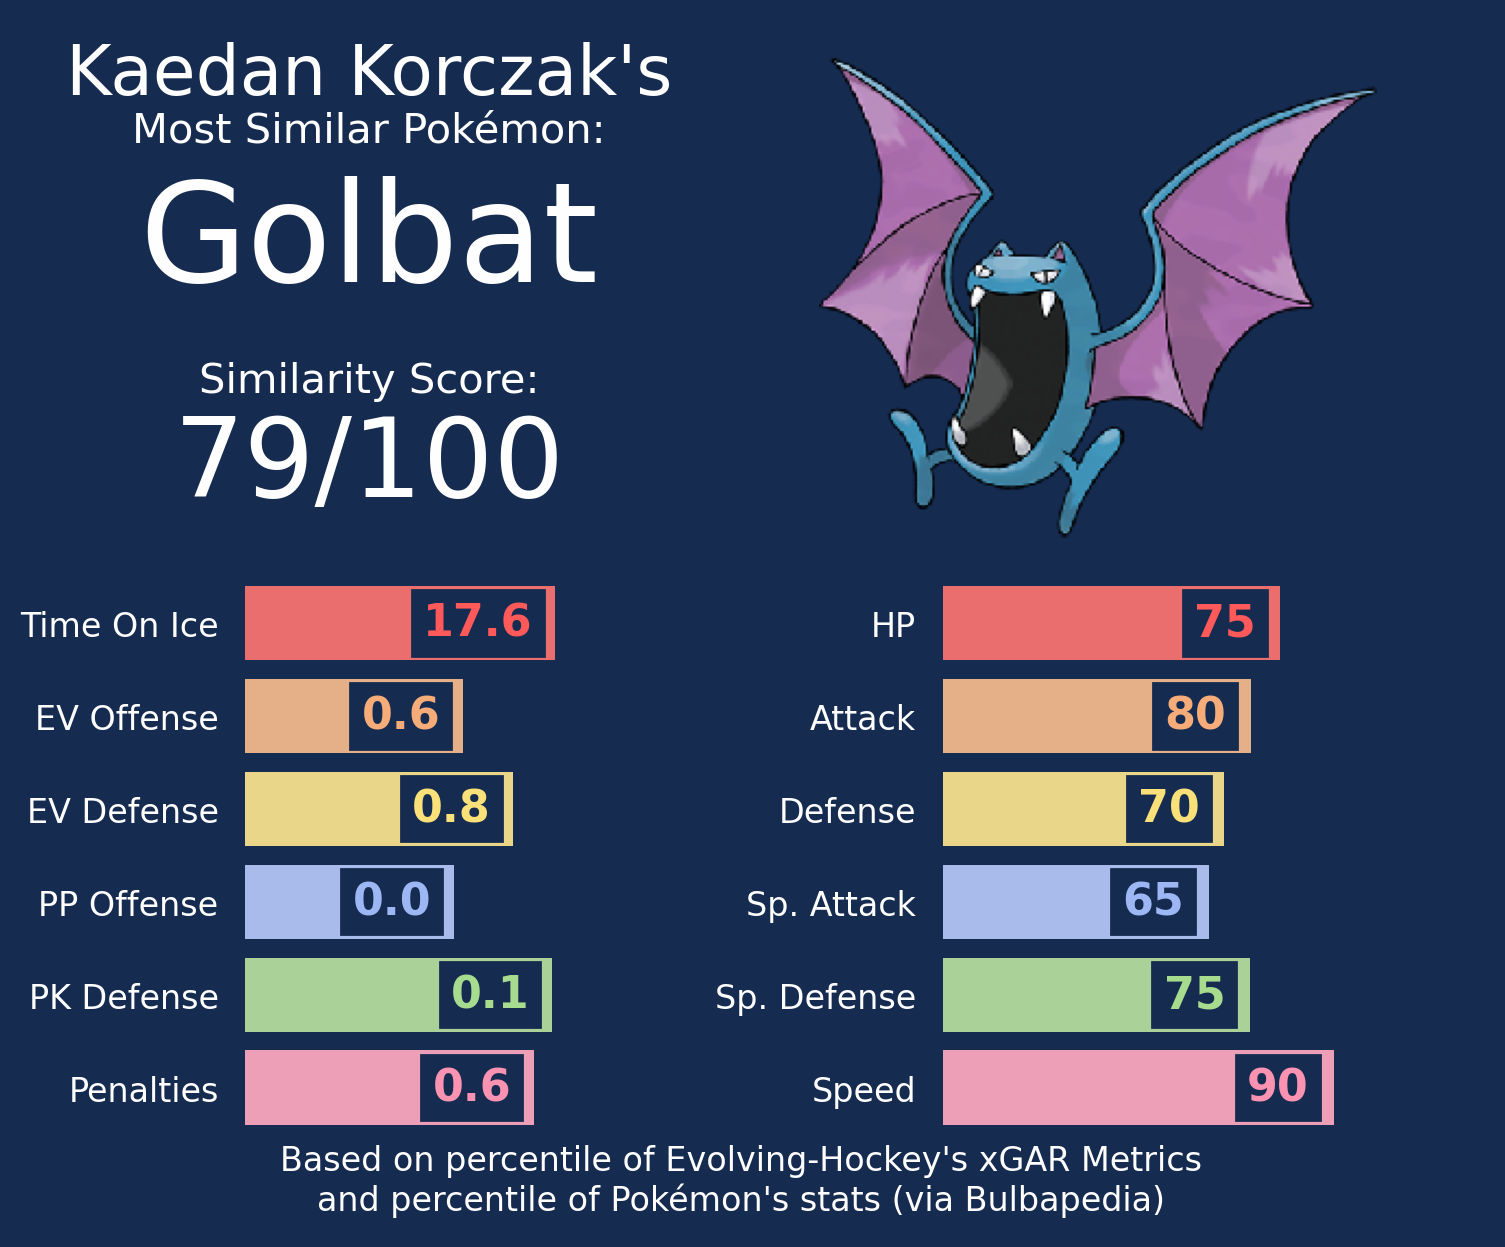 Kaedan Korczak's
Most Similar Pokémon:
Golbat
Similarity Score:
79/100
Time On Ice 17.6
EV Offense 0.6
EV Defense 0.8
PP Offense 0.0
PK Defense 0.1
Penalties 0.6
HP 75
Attack 80
Defense 70
Sp. Attack 65
Sp. Defense 75
Speed 90
Based on percentile of Evolving-Hockey's xGAR Metrics
and percentile of Pokémon's stats (via Bulbapedia)